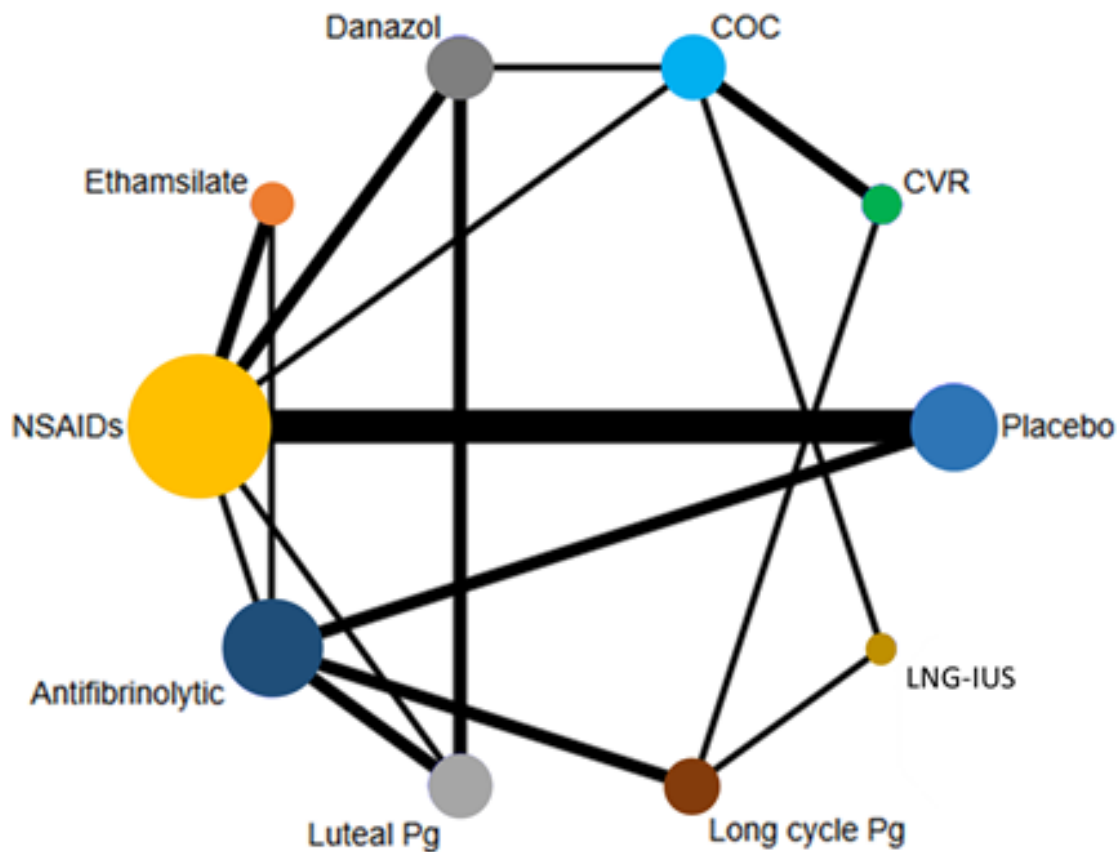 Danazol
COC
Ethamsilate
CVR
NSAIDs
Placebo
Antifibrinolytic
LNG-IUS
Luteal Pg
Long cycle Pg